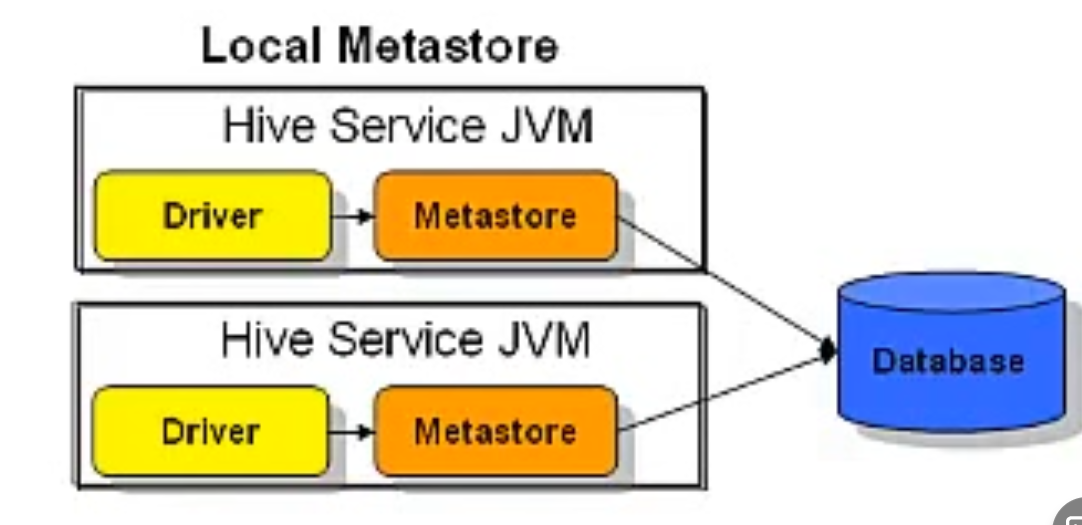 Local Metastore
Hive Service JVM
Driver
Metastore
Hive Service JVM
Driver
Metastore
Database